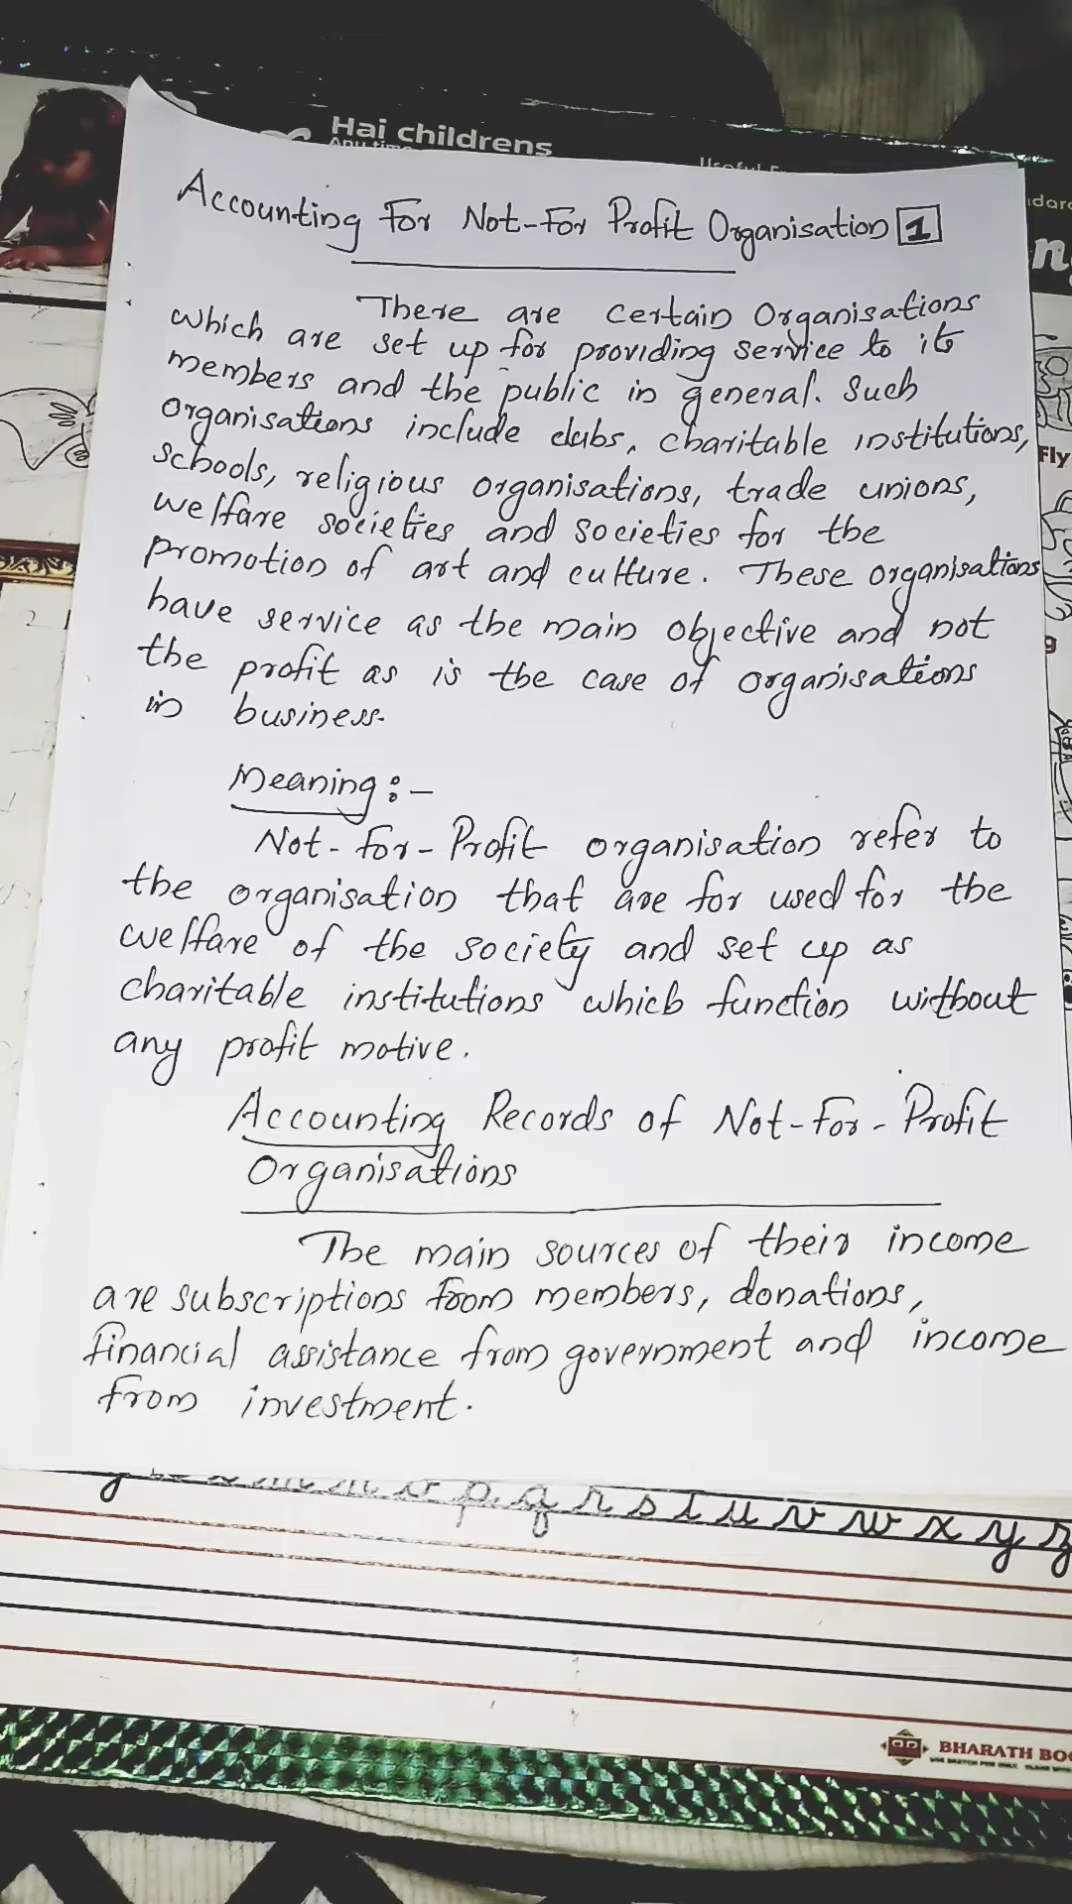 Hai childrens
Accounting For Not-For Profit Organisation 1
There are certain Organisations
which are set up for providing service to its
members and the public in general. Such
organisations include clubs, charitable institutions,
schools, religious organisations, trade unions,
welfare societies and societies for the
promotion of art and culture. These organisations
have service as the main objective and not
the profit as is the case of organisations
in business.
Meaning :-
Not-for-Profit organisation refer to
the organisation that are for used for the
welfare of the society and set up as
charitable institutions which function without
any profit motive.
Accounting Records of Not-For-Profit
Organisations
The main sources of their income
are subscriptions from members, donations,
financial assistance from government and income
from investment.
Fly
p q r s t u v w x y z
BHARATH